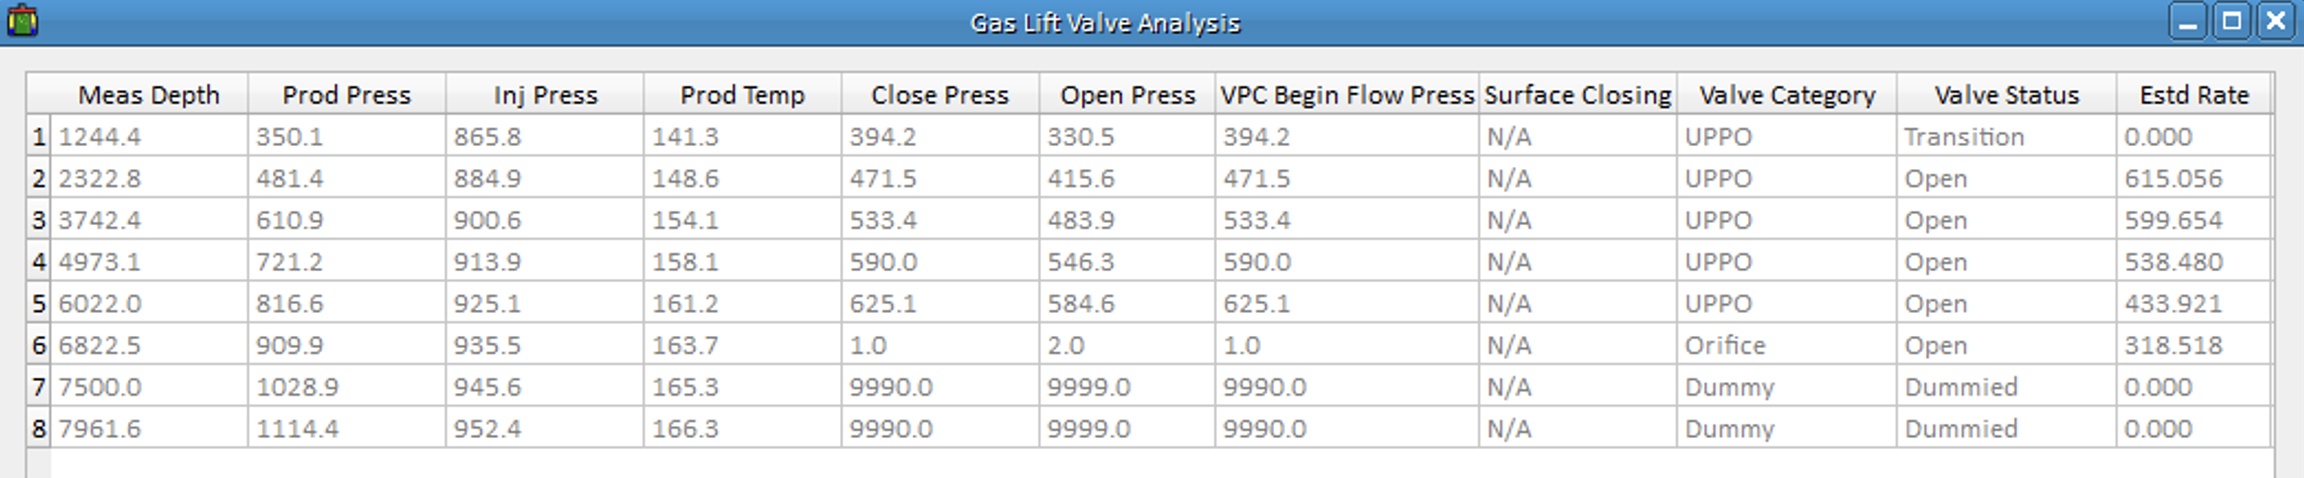 Gas Lift Valve Analysis
Meas Depth Prod Press Inj Press Prod Temp Close Press Open Press VPC Begin Flow Press Surface Closing Valve Category Valve Status Estd Rate
1 1244.4 350.1 865.8 141.3 394.2 330.5 394.2 N/A UPPO Transition 0.000
2 2322.8 481.4 884.9 148.6 471.5 415.6 471.5 N/A UPPO Open 615.056
3 3742.4 610.9 900.6 154.1 533.4 483.9 533.4 N/A UPPO Open 599.654
4 4973.1 721.2 913.9 158.1 590.0 546.3 590.0 N/A UPPO Open 538.480
5 6022.0 816.6 925.1 161.2 625.1 584.6 625.1 N/A UPPO Open 433.921
6 6822.5 909.9 935.5 163.7 1.0 2.0 1.0 N/A Orifice Open 318.518
7 7500.0 1028.9 945.6 165.3 9990.0 9999.0 9990.0 N/A Dummy Dummied 0.000
8 7961.6 1114.4 952.4 166.3 9990.0 9999.0 9990.0 N/A Dummy Dummied 0.000